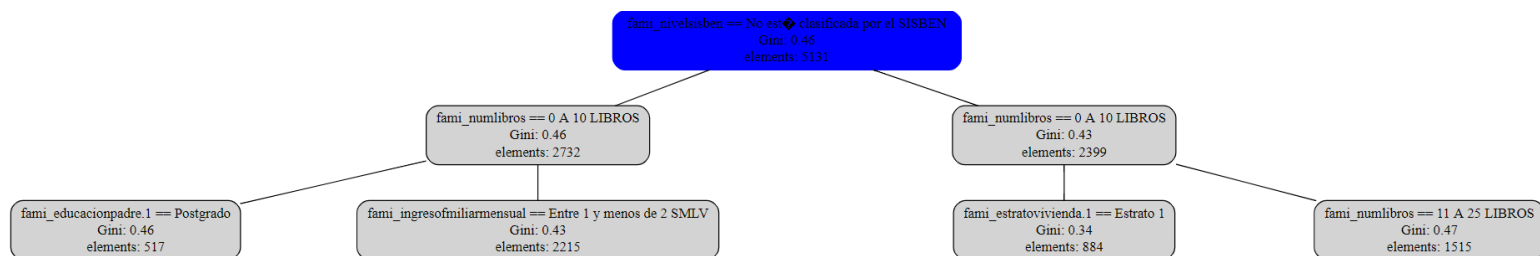 fami_nivelsisben == No est� clasificada por el SISBEN
Gini: 0.46
elements: 5131
fami_numlibros == 0 A 10 LIBROS
Gini: 0.46
elements: 2732
fami_numlibros == 0 A 10 LIBROS
Gini: 0.43
elements: 2399
fami_educacionpadre.1 == Postgrado
Gini: 0.46
elements: 517
fami_ingresofmiliarmensual == Entre 1 y menos de 2 SMLV
Gini: 0.43
elements: 2215
fami_estratovivienda.1 == Estrato 1
Gini: 0.34
elements: 884
fami_numlibros == 11 A 25 LIBROS
Gini: 0.47
elements: 1515